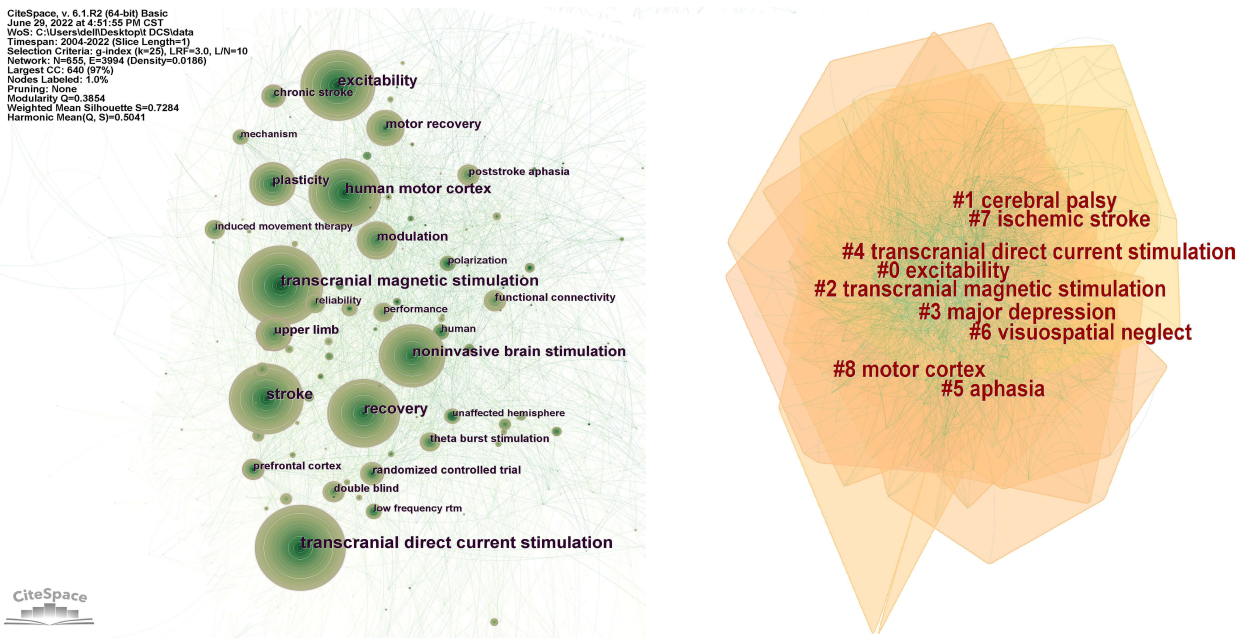 CiteSpace, v. 6.1.R2 (64-bit) Basic
June 29, 2022 at 4:51:55 PM CST
WoS: C:\Users\dell\Desktop\t DCS\data
Timespan: 2004-2022 (Slice Length=1)
Selection Criteria: g-index (k=25), LRF=3.0, L/N=10
Network: N=655, E=3994 (Density=0.0186)
Largest CC: 640 (97%)
Nodes Labeled: 1.0%
Pruning: None
Modularity Q=0.3854
Weighted Mean Silhouette S=0.7284
Harmonic Mean(Q, S)=0.5041
excitability
chronic stroke
motor recovery
mechanism
poststroke aphasia
plasticity
human motor cortex
induced movement therapy
modulation
polarization
transcranial magnetic stimulation
reliability
functional connectivity
performance
upper limb
human
noninvasive brain stimulation
stroke
recovery
unaffected hemisphere
theta burst stimulation
prefrontal cortex
randomized controlled trial
double blind
low frequency rtm
transcranial direct current stimulation
CiteSpace
#1 cerebral palsy
#7 ischemic stroke
#4 transcranial direct current stimulation
#0 excitability
#2 transcranial magnetic stimulation
#3 major depression
#6 visuospatial neglect
#8 motor cortex
#5 aphasia